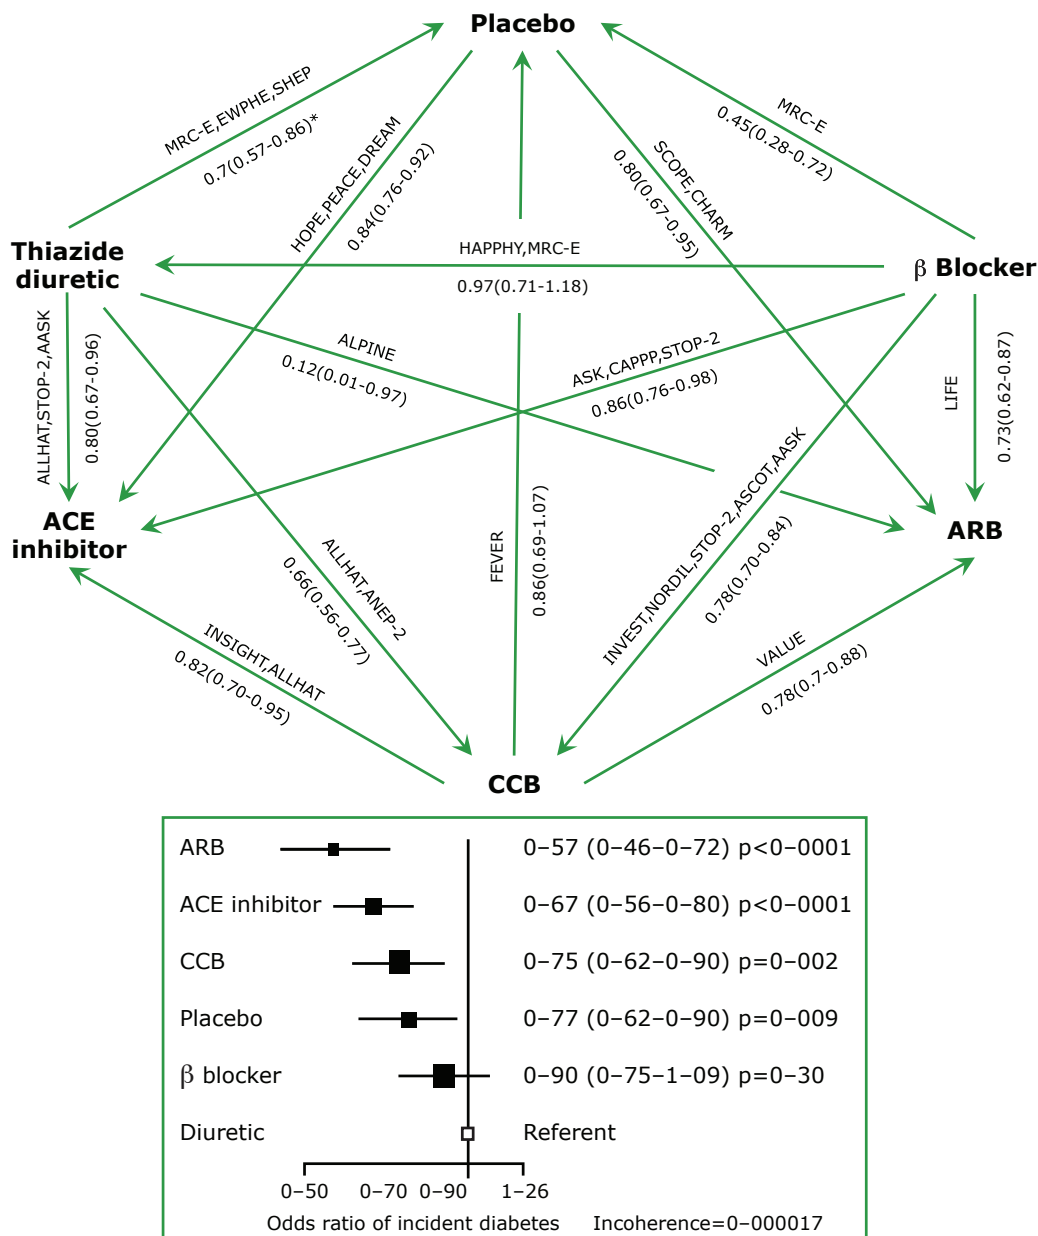 Placebo
MRC-E,EWPHE,SHEP
0.7(0.57-0.86)*
HOPE,PEACE,DREAM
0.84(0.76-0.92)
SCOPE,CHARM
0.80(0.67-0.95)
MRC-E
0.45(0.28-0.72)
Thiazide
diuretic
HAPPHY,MRC-E
0.97(0.71-1.18)
β Blocker
ALLHAT,STOP-2,AASK
0.80(0.67-0.96)
ALPINE
0.12(0.01-0.97)
ASK,CAPPP,STOP-2
0.86(0.76-0.98)
LIFE
0.73(0.62-0.87)
ACE
inhibitor
ALLHAT,ANEP-2
0.66(0.56-0.77)
FEVER
0.86(0.69-1.07)
INVEST,NORDIL,STOP-2,ASCOT,AASK
0.78(0.70-0.84)
ARB
INSIGHT,ALLHAT
0.82(0.70-0.95)
VALUE
0.78(0.7-0.88)
CCB
ARB 0–57 (0–46–0–72) p<0–0001
ACE inhibitor 0–67 (0–56–0–80) p<0–0001
CCB 0–75 (0–62–0–90) p=0–002
Placebo 0–77 (0–62–0–90) p=0–009
β blocker 0–90 (0–75–1–09) p=0–30
Diuretic Referent
0–50 0–70 0–90 1–26
Odds ratio of incident diabetes Incoherence=0–000017